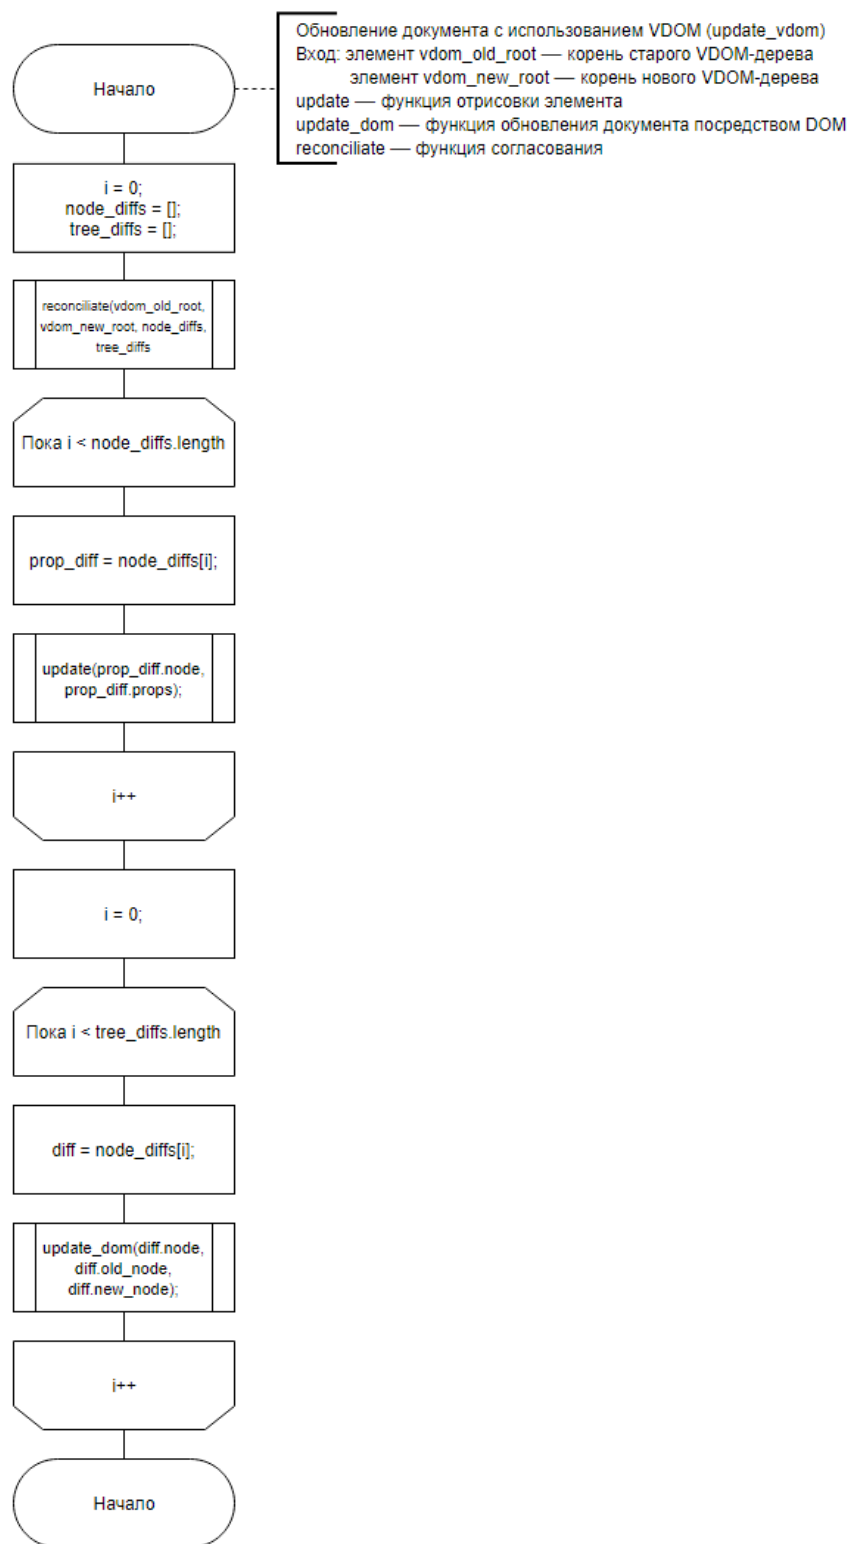 Обновление документа с использованием VDOM (update_vdom)
Вход: элемент vdom_old_root — корень старого VDOM-дерева
элемент vdom_new_root — корень нового VDOM-дерева
update — функция отрисовки элемента
update_dom — функция обновления документа посредством DOM
reconciliate — функция согласования
Начало
i = 0;
node_diffs = [];
tree_diffs = [];
reconciliate(vdom_old_root,
vdom_new_root, node_diffs,
tree_diffs
Пока i < node_diffs.length
prop_diff = node_diffs[i];
update(prop_diff.node,
prop_diff.props);
i++
i = 0;
Пока i < tree_diffs.length
diff = node_diffs[i];
update_dom(diff.node,
diff.old_node,
diff.new_node);
i++
Начало